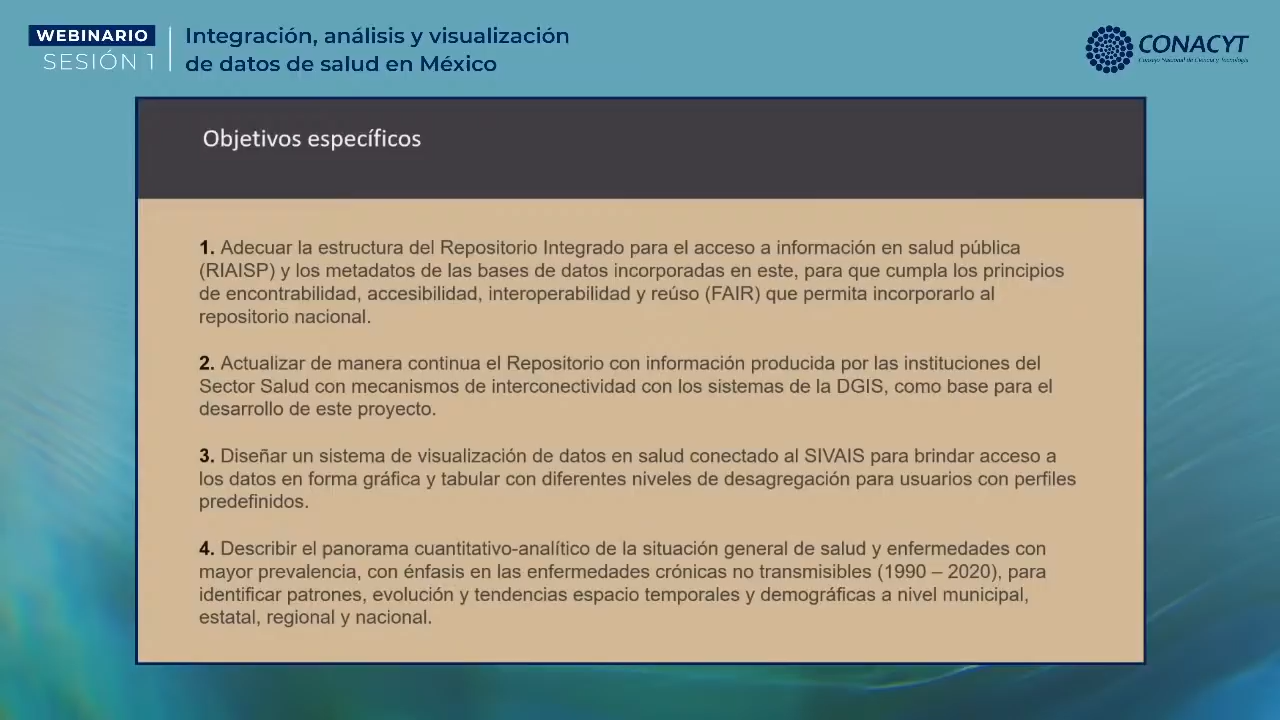 WEBINARIO
SESIÓN 1
Integración, análisis y visualización
de datos de salud en México
CONACYT
Consejo Nacional de Ciencia y Tecnología
Objetivos específicos
1. Adecuar la estructura del Repositorio Integrado para el acceso a información en salud pública
(RIAISP) y los metadatos de las bases de datos incorporadas en este, para que cumpla los principios
de encontrabilidad, accesibilidad, interoperabilidad y reúso (FAIR) que permita incorporarlo al
repositorio nacional.
2. Actualizar de manera continua el Repositorio con información producida por las instituciones del
Sector Salud con mecanismos de interconectividad con los sistemas de la DGIS, como base para el
desarrollo de este proyecto.
3. Diseñar un sistema de visualización de datos en salud conectado al SIVAIS para brindar acceso a
los datos en forma gráfica y tabular con diferentes niveles de desagregación para usuarios con perfiles
predefinidos.
4. Describir el panorama cuantitativo-analítico de la situación general de salud y enfermedades con
mayor prevalencia, con énfasis en las enfermedades crónicas no transmisibles (1990 – 2020), para
identificar patrones, evolución y tendencias espacio temporales y demográficas a nivel municipal,
estatal, regional y nacional.